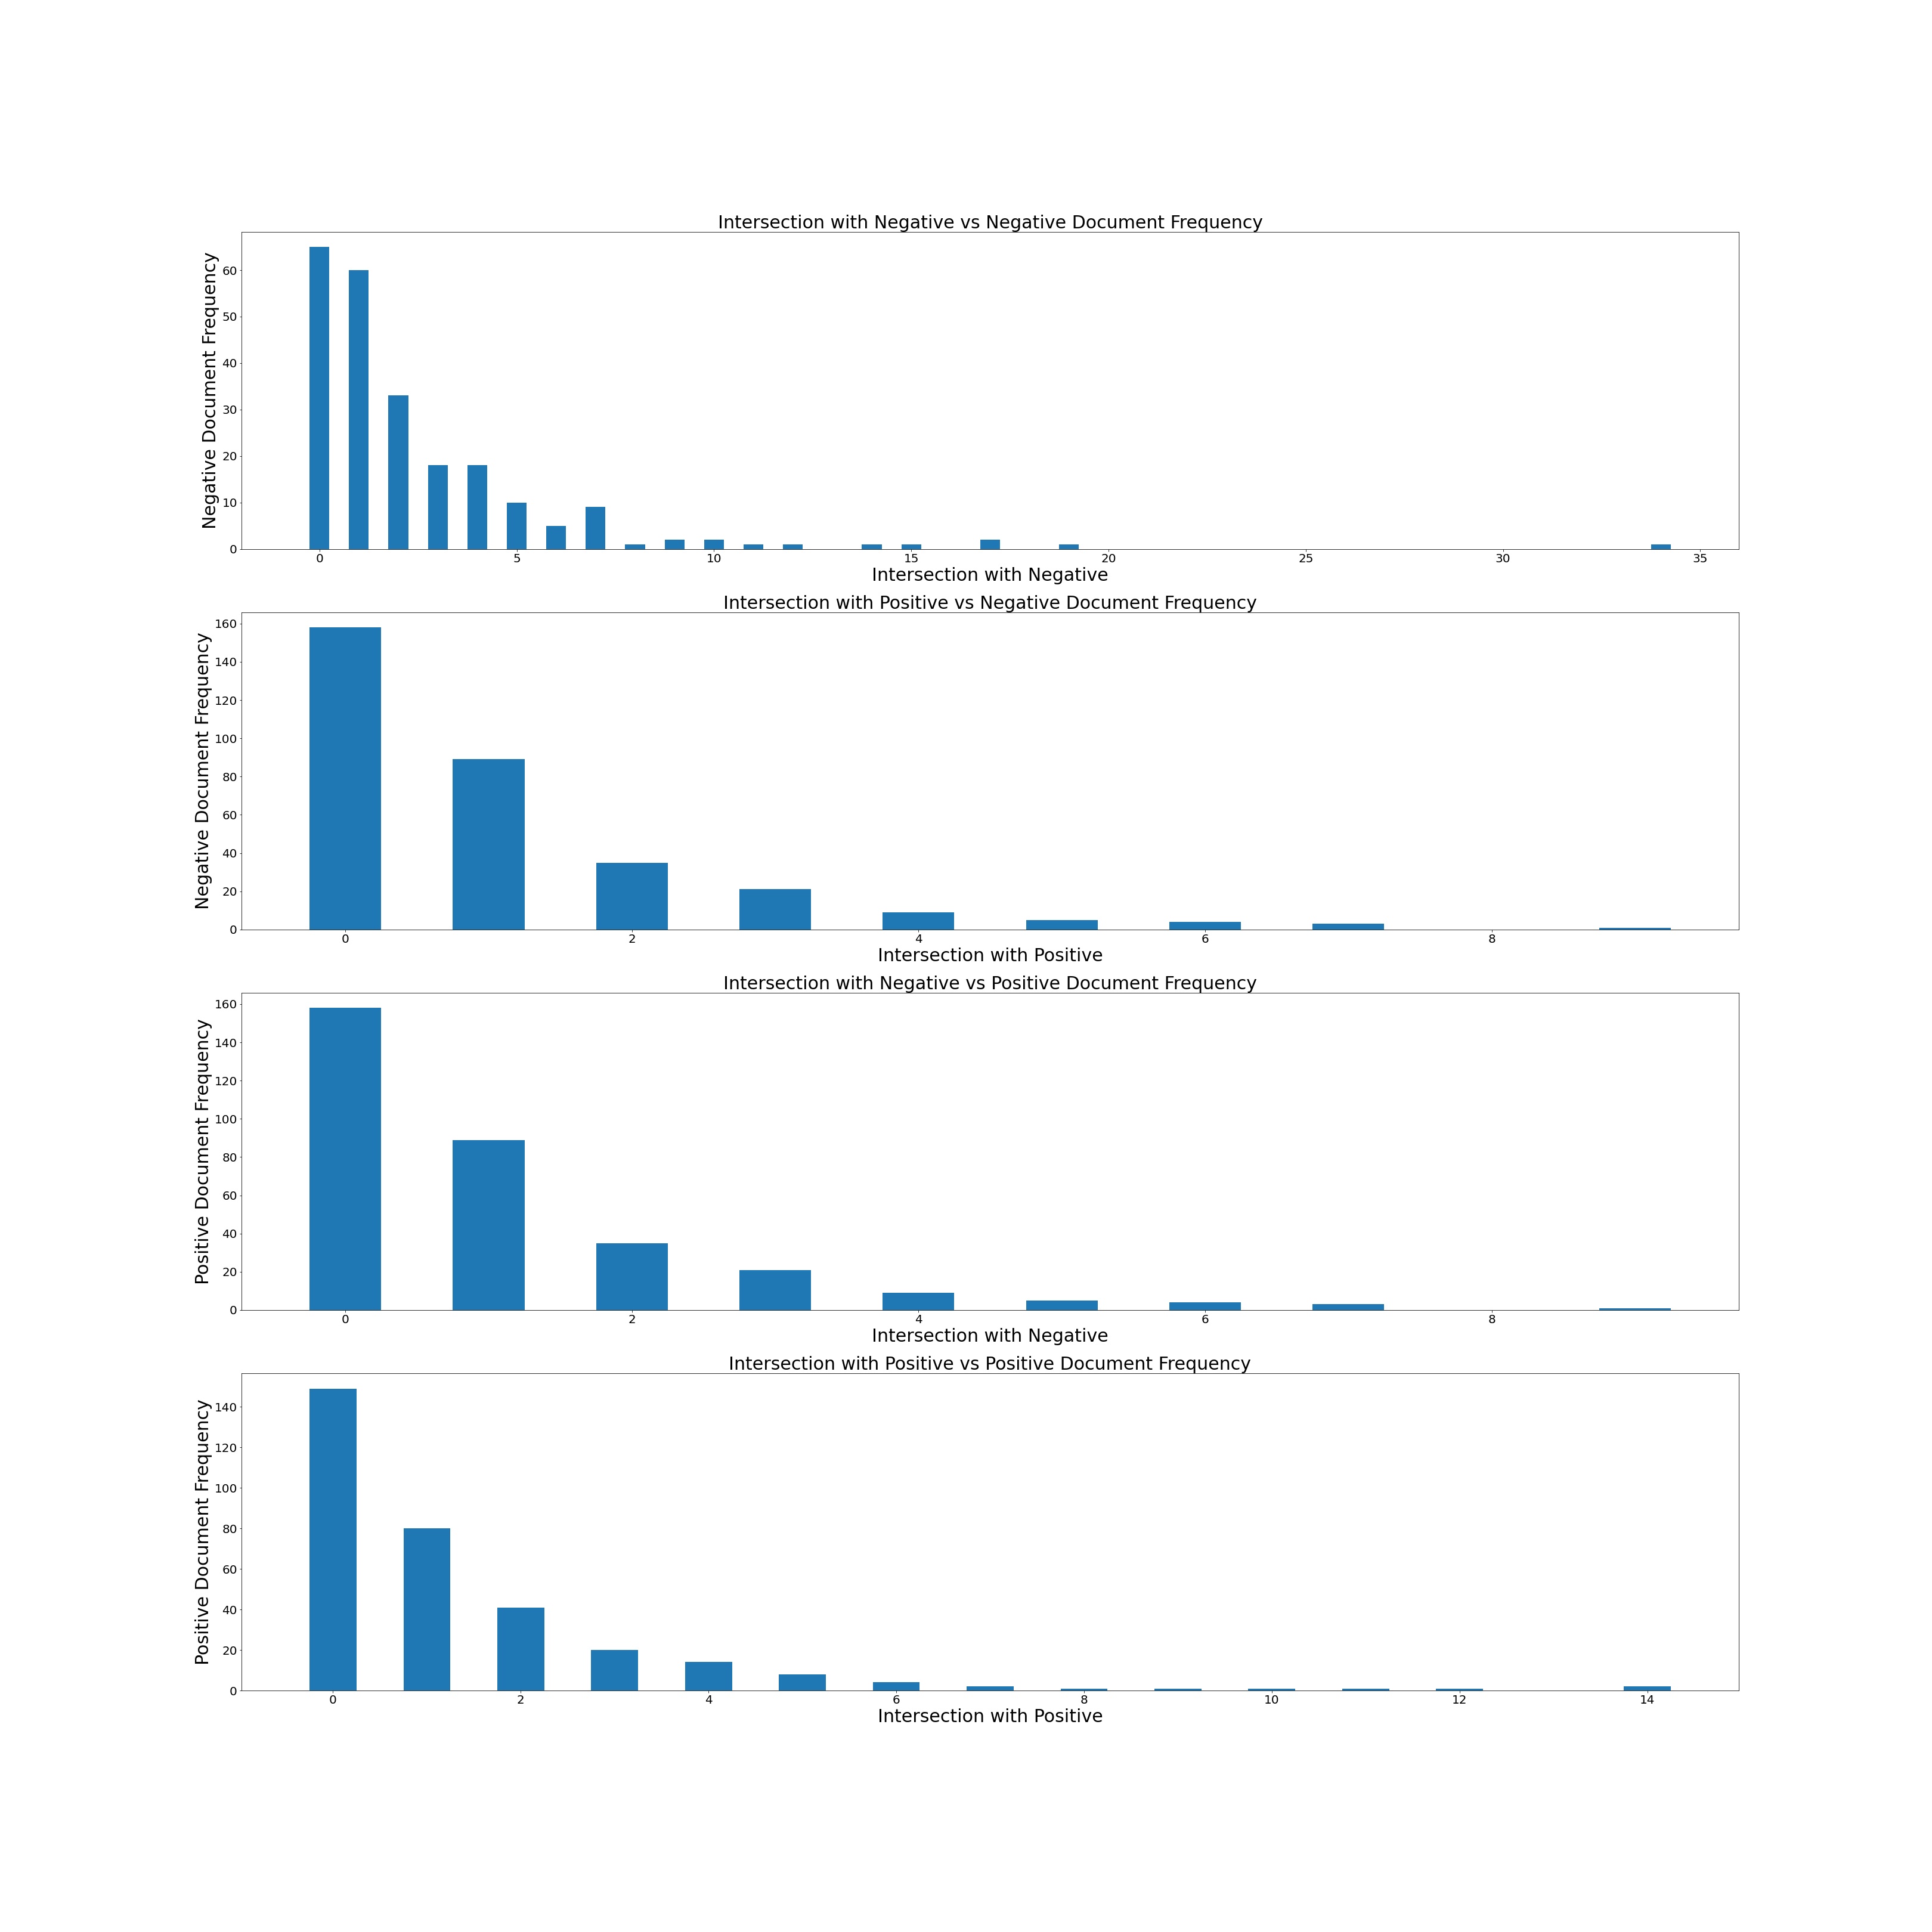 Intersection with Negative vs Negative Document Frequency
Negative Document Frequency
60
50
40
30
20
10
0
0 5 10 15 20 25 30 35
Intersection with Negative
Intersection with Positive vs Negative Document Frequency
Negative Document Frequency
160
140
120
100
80
60
40
20
0
0 2 4 6 8
Intersection with Positive
Intersection with Negative vs Positive Document Frequency
Positive Document Frequency
160
140
120
100
80
60
40
20
0
0 2 4 6 8
Intersection with Negative
Intersection with Positive vs Positive Document Frequency
Positive Document Frequency
140
120
100
80
60
40
20
0
0 2 4 6 8 10 12 14
Intersection with Positive